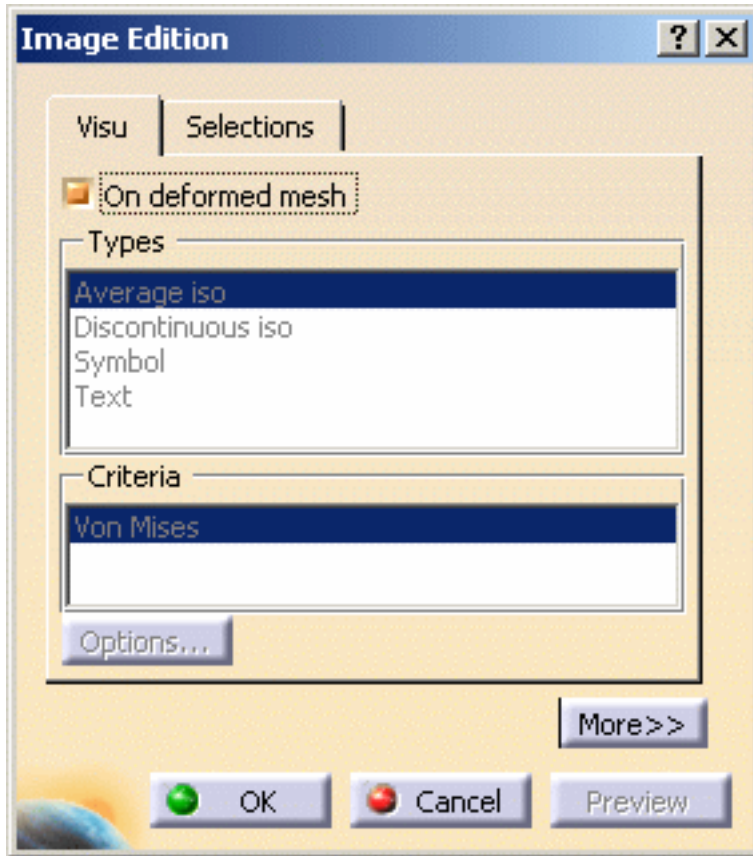 Image Edition
Visu Selections
On deformed mesh
Types
Average iso
Discontinuous iso
Symbol
Text
Criteria
Von Mises
Options...
More>>
OK Cancel Preview